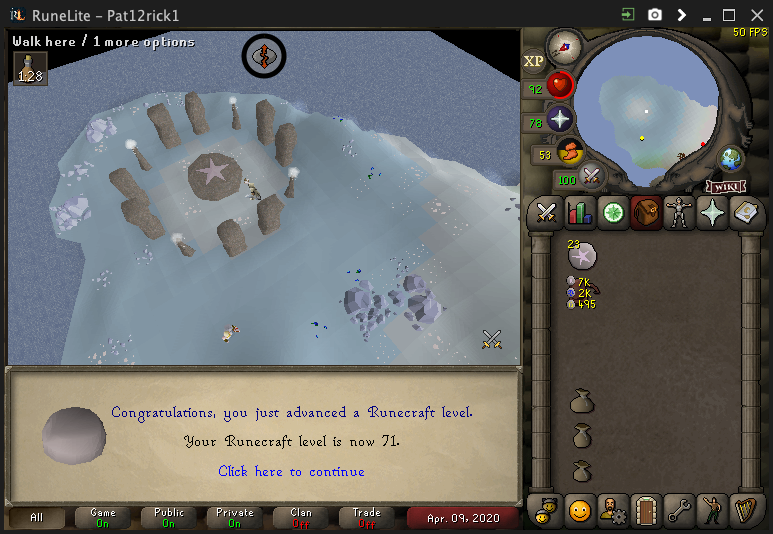 RuneLite - Pat12rick1
Walk here / 1 more options
50 FPS
1:28
XP
92
78
53
100
WIKI
23
7K
2K
495
Congratulations, you just advanced a Runecraft level.
Your Runecraft level is now 71.
Click here to continue
All
Game
On
Public
On
Private
On
Clan
Off
Trade
Off
Apr. 09, 2020